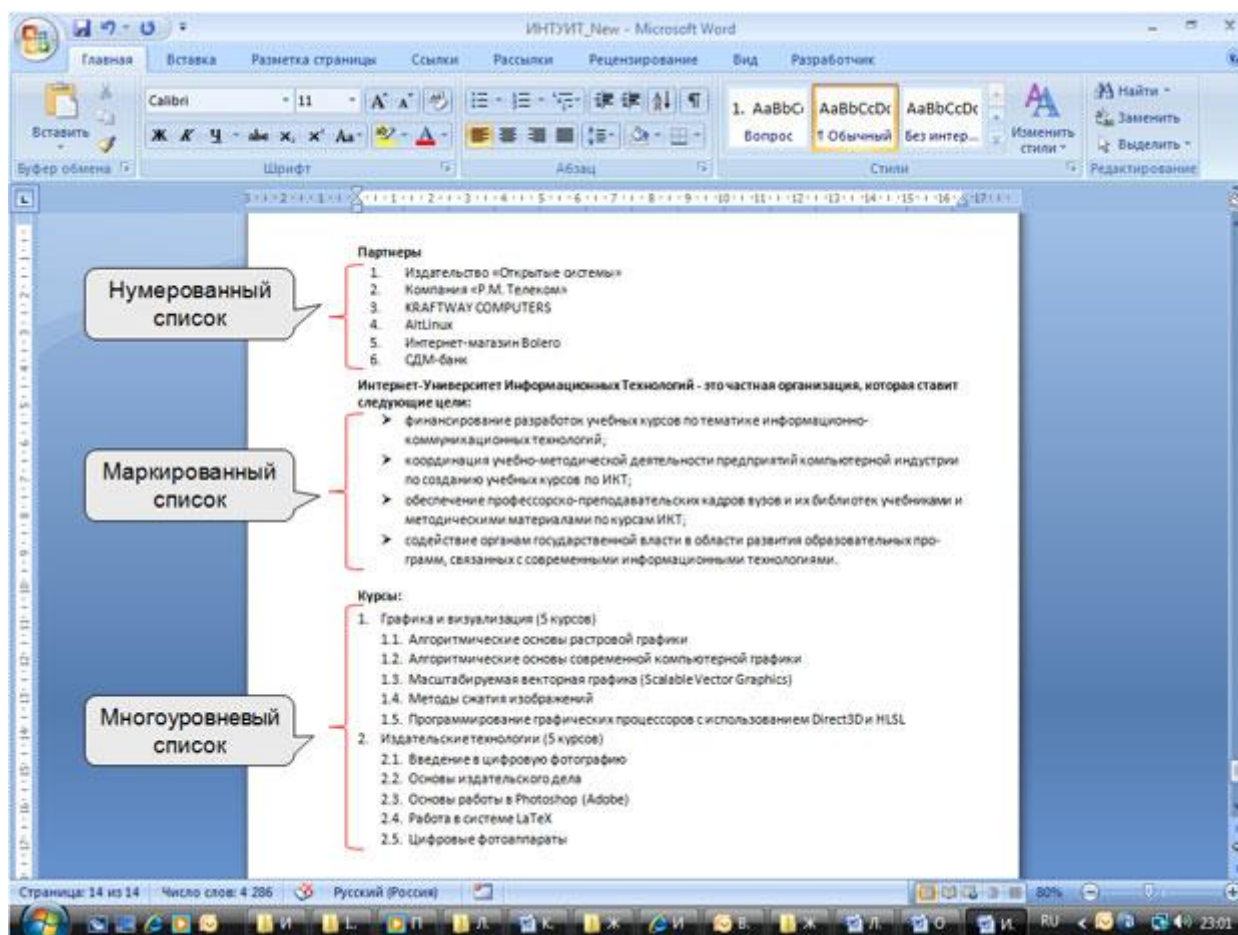 ИНТУИТ_New - Microsoft Word
Главная Вставка Разметка страницы Ссылки Рассылки Рецензирование Вид Разработчик
Calibri 11
Вставить
Ж К Ч abc x, x' Aa
1. AaBbCc AaBbCcDc AaBbCcDc
Вопрос ¶ Обычный Без интер...
Изменить стили
Найти
Заменить
Выделить
Буфер обмена Шрифт Абзац Стили Редактирование
Партнеры
1. Издательство «Открытые системы»
2. Компания «Р.М. Телеком»
3. KRAFTWAY COMPUTERS
4. AltLinux
5. Интернет-магазин Bolero
6. СДМ-банк
Нумерованный
список
Интернет-Университет Информационных Технологий - это частная организация, которая ставит
следующие цели:
➤ финансирование разработок учебных курсов по тематике информационно-
коммуникационных технологий;
➤ координация учебно-методической деятельности предприятий компьютерной индустрии
по созданию учебных курсов по ИКТ;
➤ обеспечение профессорско-преподавательских кадров вузов и их библиотек учебниками и
методическими материалами по курсам ИКТ;
➤ содействие органам государственной власти в области развития образовательных про-
грамм, связанных с современными информационными технологиями.
Маркированный
список
Курсы:
1. Графика и визуализация (5 курсов)
1.1. Алгоритмические основы растровой графики
1.2. Алгоритмические основы современной компьютерной графики
1.3. Масштабируемая векторная графика (Scalable Vector Graphics)
1.4. Методы сжатия изображений
1.5. Программирование графических процессоров с использованием Direct3D и HLSL
2. Издательские технологии (5 курсов)
2.1. Введение в цифровую фотографию
2.2. Основы издательского дела
2.3. Основы работы в Photoshop (Adobe)
2.4. Работа в системе LaTeX
2.5. Цифровые фотоаппараты
Многоуровневый
список
Страница: 14 из 14 Число слов: 4 286 Русский (Россия) 80%
И L. П Л. К. Ж И В. Ж Л. О И. RU 23:01